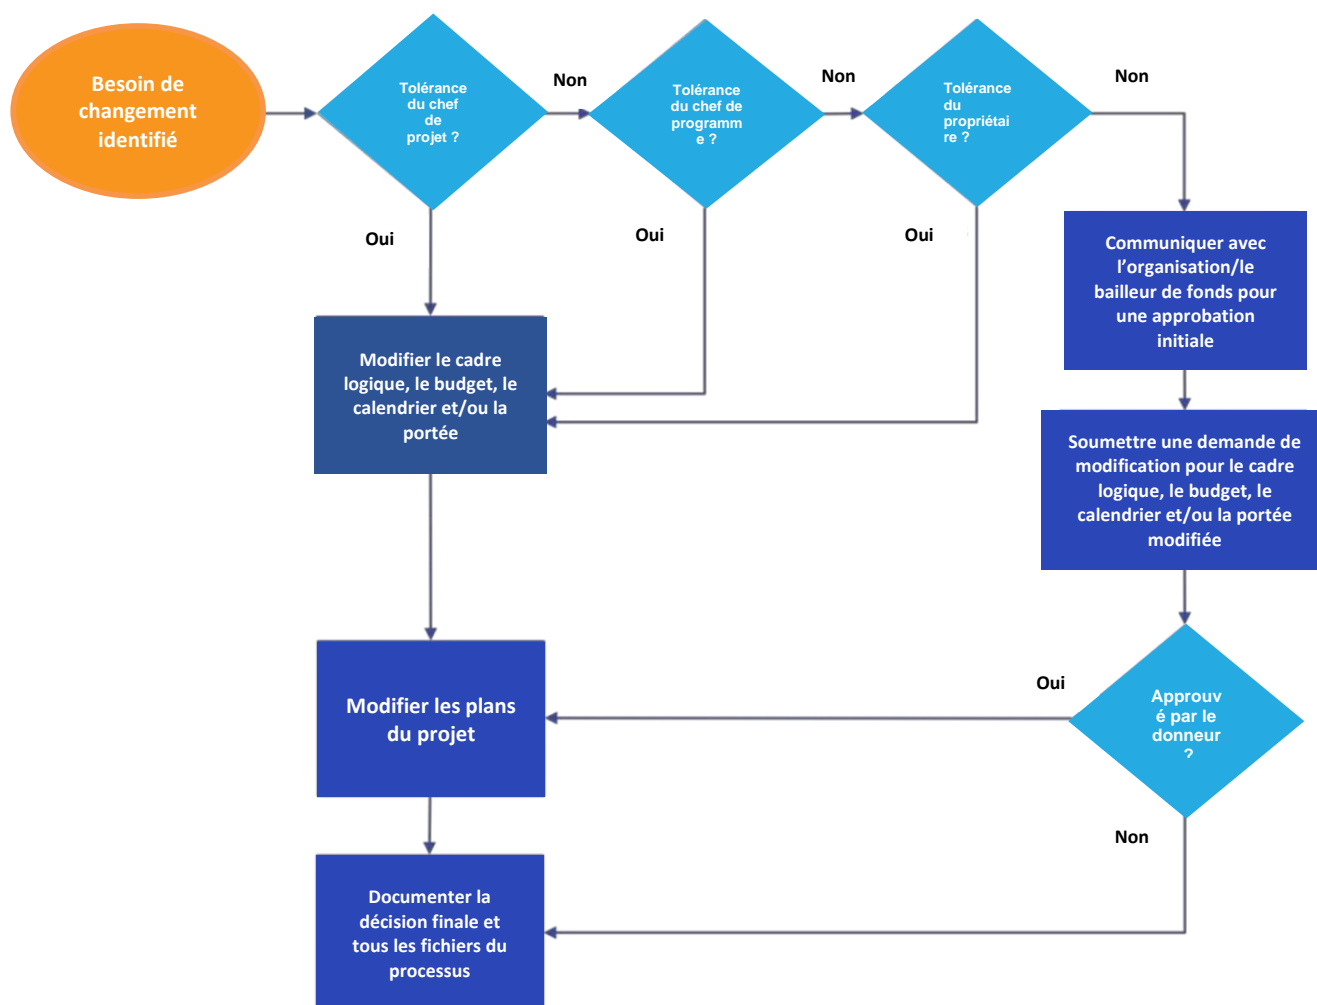 Besoin de
changement
identifié
Tolérance
du chef
de
projet ?
Non
Tolérance
du chef de
programm
e ?
Non
Tolérance
du
propriétai
re ?
Non
Oui
Oui
Oui
Communiquer avec
l’organisation/le
bailleur de fonds pour
une approbation
initiale
Modifier le cadre
logique, le budget, le
calendrier et/ou la
portée
Soumettre une demande de
modification pour le cadre
logique, le budget, le
calendrier et/ou la portée
modifiée
Modifier les plans
du projet
Oui
Approuv
é par le
donneur
?
Non
Documenter la
décision finale et
tous les fichiers du
processus